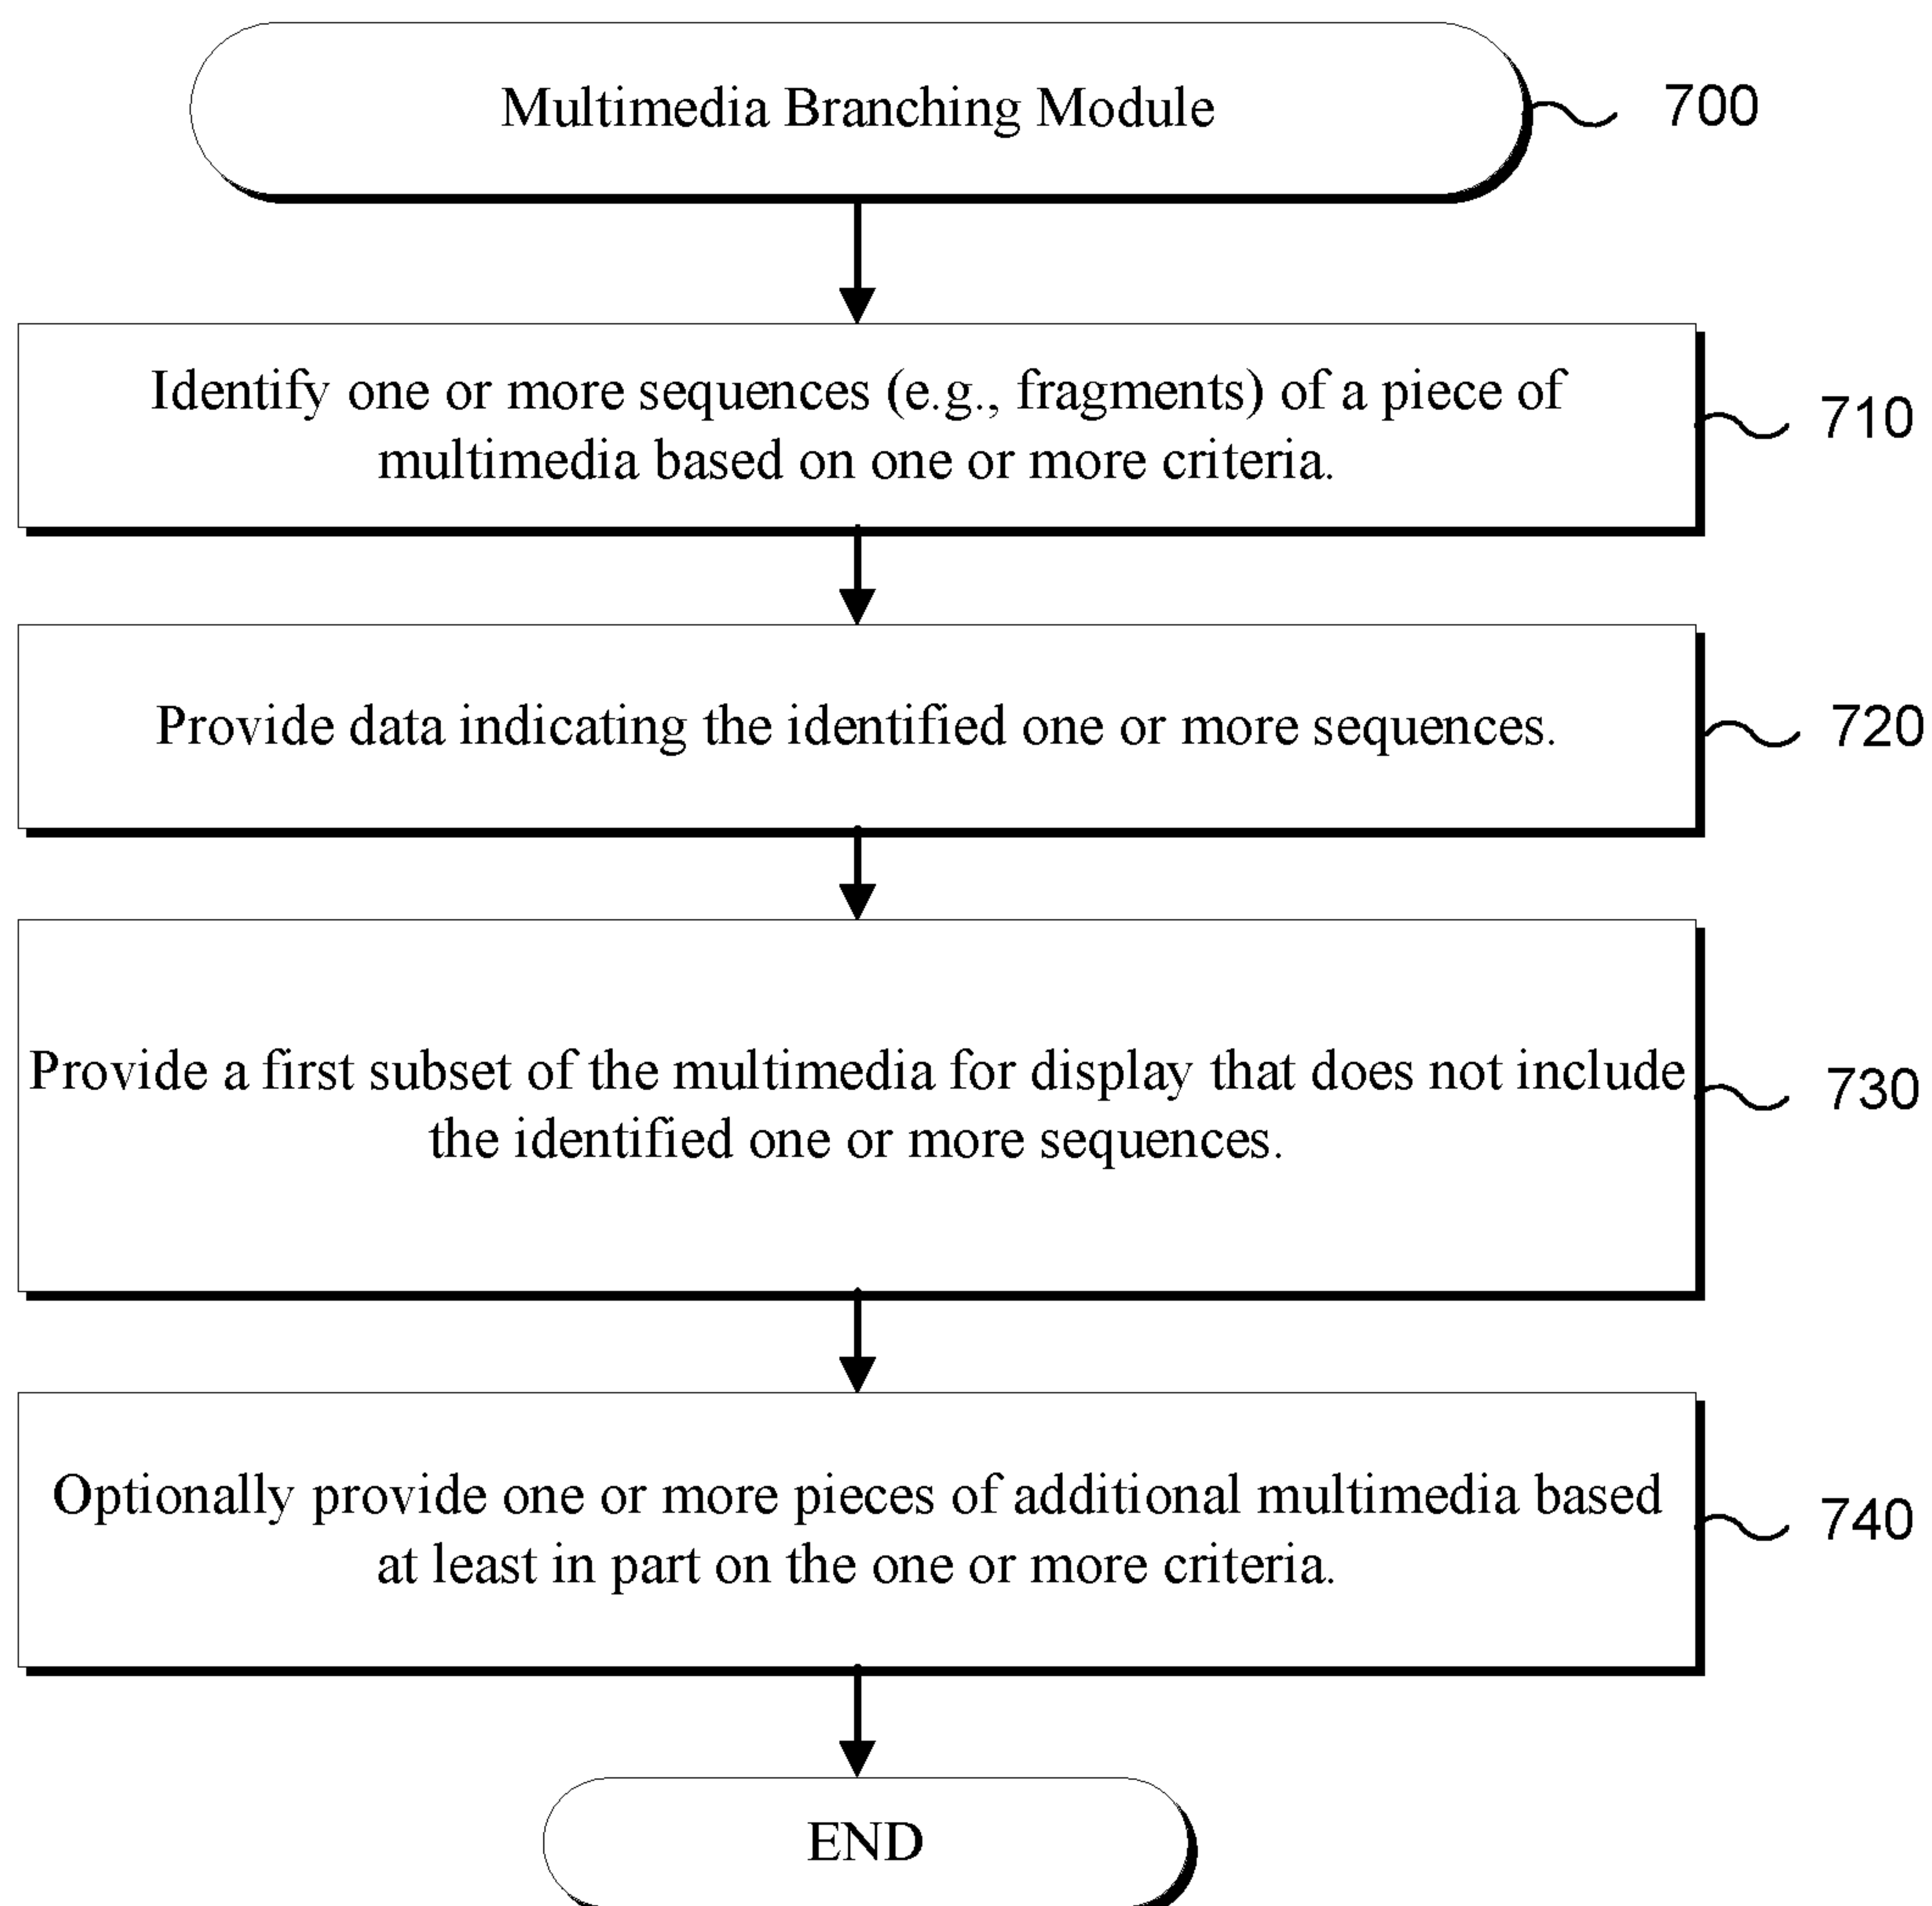 Multimedia Branching Module
700
Identify one or more sequences (e.g., fragments) of a piece of
multimedia based on one or more criteria.
710
Provide data indicating the identified one or more sequences.
720
Provide a first subset of the multimedia for display that does not include
the identified one or more sequences.
730
Optionally provide one or more pieces of additional multimedia based
at least in part on the one or more criteria.
740
END